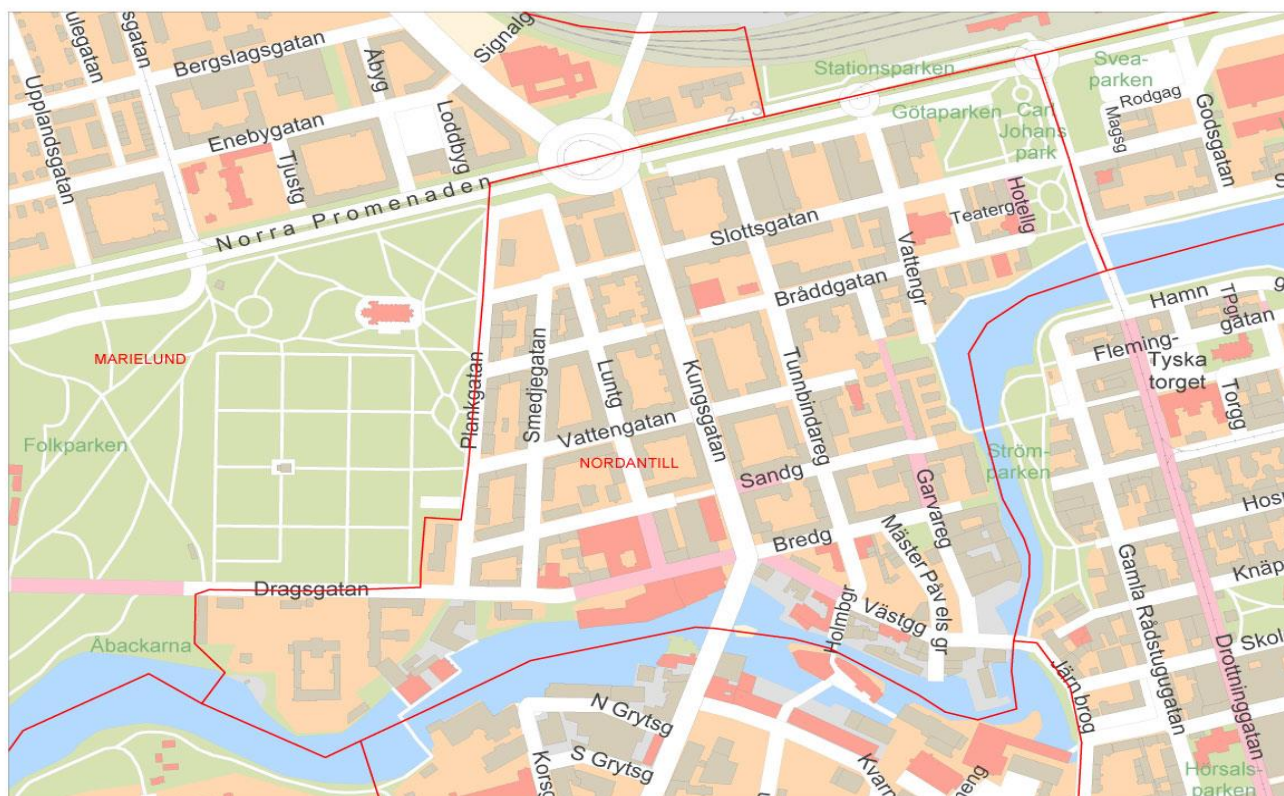 ulegatan
sgatan
Bergslagsgatan
Åbyg
Signalg
Upplandsgatan
Enebygatan
Tjustg
Loddbyg
Norra Promenaden
2, 3
Stationsparken
Götaparken
Carl
Johans
park
Svea-
parken
Rodgag
Magsg
Godsgatan
Slottsgatan
Teaterg
Hotellg
Vattengr
Bråddgatan
MARIELUND
Folkparken
Plankgatan
Smedjegatan
Luntg
Kungsgatan
Tunnbindareg
Vattengatan
NORDANTILL
Sandg
Garvareg
Bredg
Mäster Påvels gr
Holmbgr
Västgg
Hamn
Fleming-
gatan
TPgr
Tyska
torget
Torgg
Ström-
parken
Knäp
Skol
Gamla Rådstugugatan
Drottninggatan
Järnbrog
Dragsgatan
Åbackarna
N Grytsg
S Grytsg
Korsg
Kvarn
Hörsals-
parken